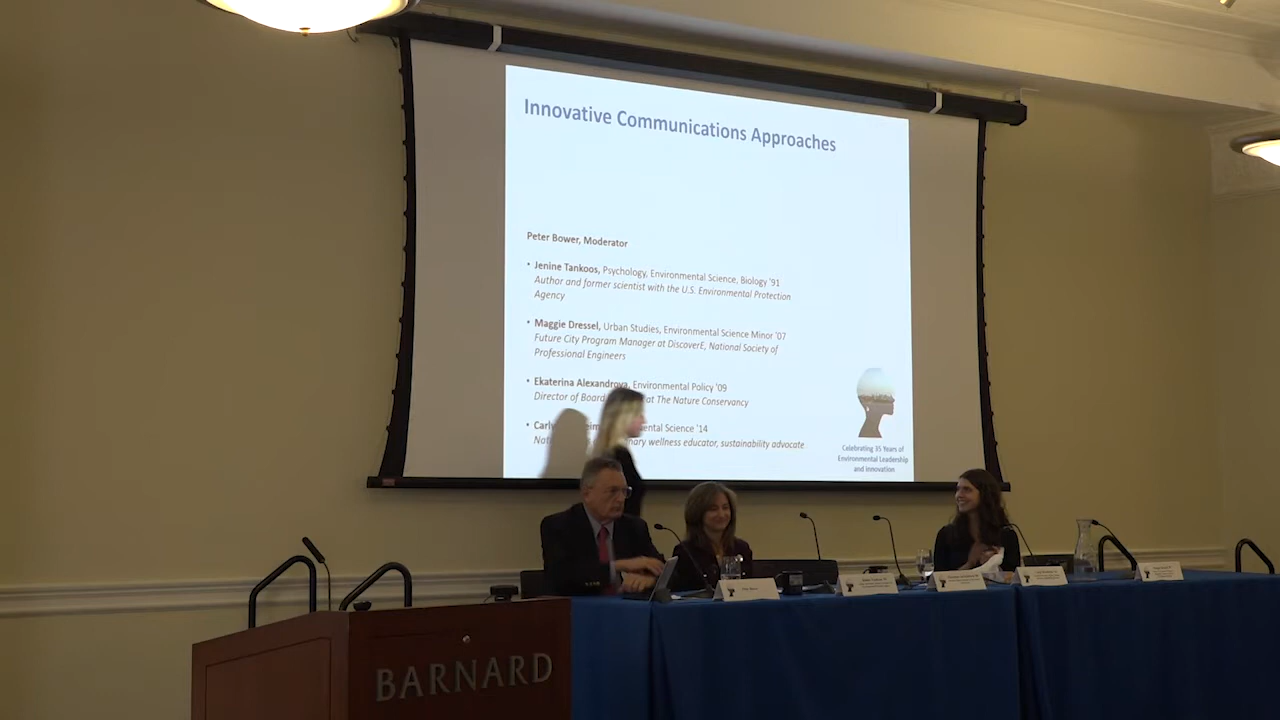 Innovative Communications Approaches
Peter Bower, Moderator
• Jenine Tankoos, Psychology, Environmental Science, Biology '91
Author and former scientist with the U.S. Environmental Protection
Agency
• Maggie Dressel, Urban Studies, Environmental Science Minor '07
Future City Program Manager at DiscoverE, National Society of
Professional Engineers
• Ekaterina Alexandrova, Environmental Policy '09
Director of Board at The Nature Conservancy
• Science '14
wellness educator, sustainability advocate
Celebrating 35 Years of
Environmental Leadership
and Innovation
BARNARD